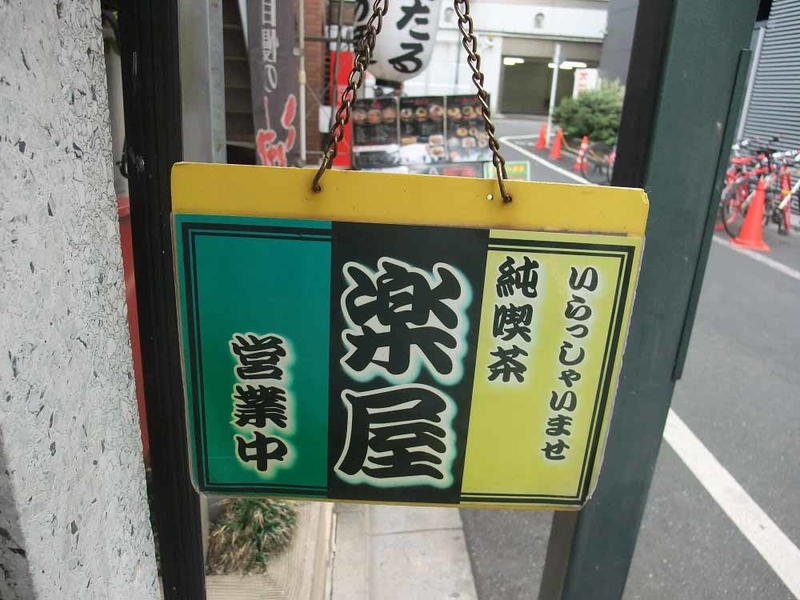 いらっしゃいませ
純喫茶
楽屋
営業中
たる